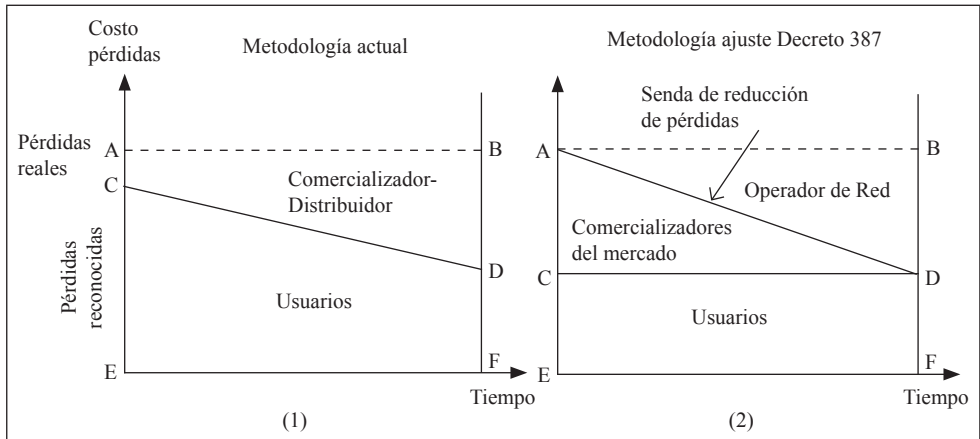 Costo
pérdidas
Metodología actual
Pérdidas
reales
A
B
C
Comercializador-
Distribuidor
Pérdidas
reconocidas
D
Usuarios
E
F
Tiempo
(1)
Metodología ajuste Decreto 387
Senda de reducción
de pérdidas
A
B
Operador de Red
Comercializadores
del mercado
C
D
Usuarios
E
F
Tiempo
(2)